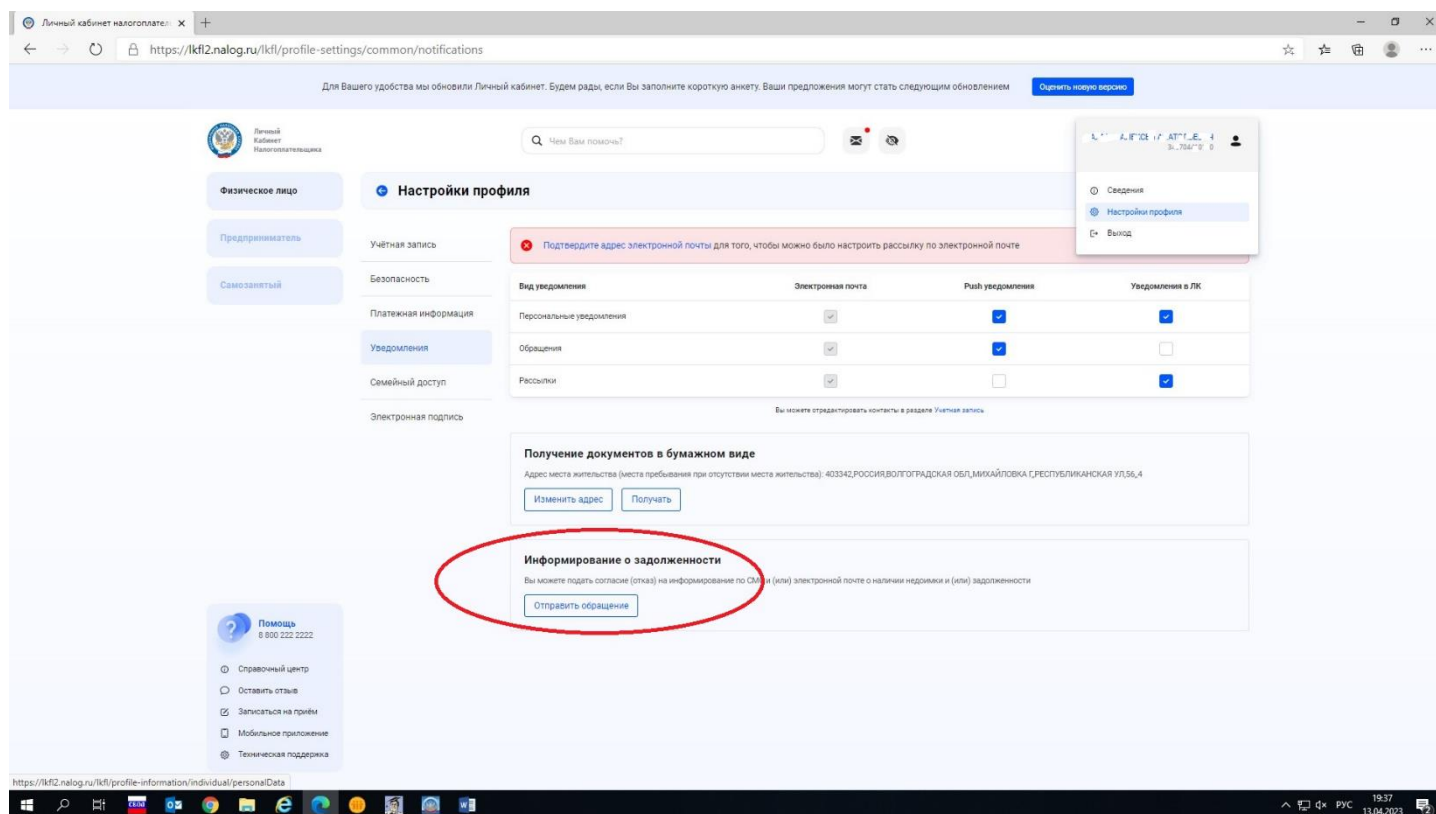 Личный кабинет налогоплател
https://lkfl2.nalog.ru/lkfl/profile-settings/common/notifications
Для Вашего удобства мы обновили Личный кабинет. Будем рады, если Вы заполните короткую анкету. Ваши предложения могут стать следующим обновлением
Оценить новую версию
Личный
Кабинет
Налогоплательщика
Чем Вам помочь?
Сведения
Настройки профиля
Выход
Физическое лицо
Предприниматель
Самозанятый
Настройки профиля
Учётная запись
Безопасность
Платежная информация
Уведомления
Семейный доступ
Электронная подпись
Подтвердите адрес электронной почты для того, чтобы можно было настроить рассылку по электронной почте
Вид уведомления Электронная почта Push уведомления Уведомления в ЛК
Персональные уведомления
Обращения
Рассылки
Вы можете отредактировать контакты в разделе Учетная запись
Получение документов в бумажном виде
Адрес места жительства (места пребывания при отсутствии места жительства): 403342,РОССИЯ,ВОЛГОГРАДСКАЯ ОБЛ,МИХАЙЛОВКА Г,РЕСПУБЛИКАНСКАЯ УЛ,56,,4
Изменить адрес Получать
Информирование о задолженности
Вы можете подать согласие (отказ) на информирование по СМС и (или) электронной почте о наличии недоимки и (или) задолженности
Отправить обращение
Помощь
8 800 222 2222
Справочный центр
Оставить отзыв
Записаться на приём
Мобильное приложение
Техническая поддержка
https://lkfl2.nalog.ru/lkfl/profile-information/individual/personalData
РУС
19:37
13.04.2023